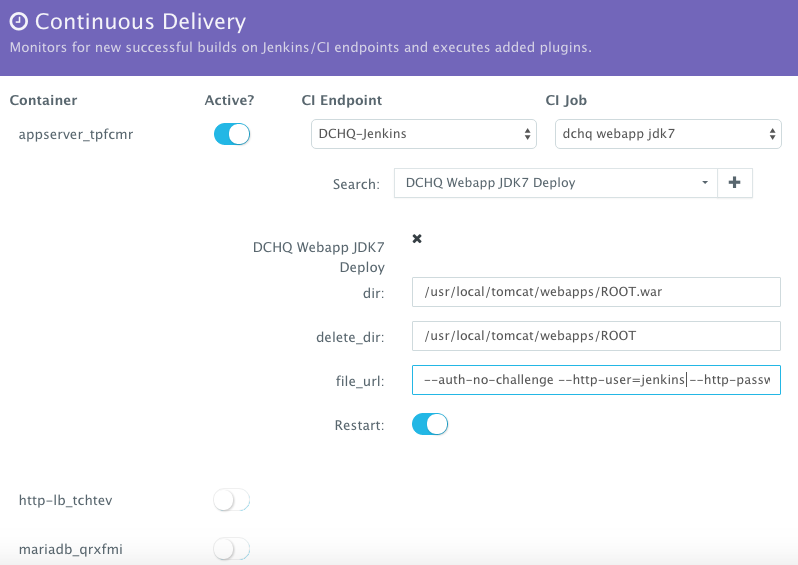 Continuous Delivery
Monitors for new successful builds on Jenkins/CI endpoints and executes added plugins.
Container Active? CI Endpoint CI Job
appserver_tpfcmr DCHQ-Jenkins dchq webapp jdk7
Search: DCHQ Webapp JDK7 Deploy
DCHQ Webapp JDK7
Deploy
dir: /usr/local/tomcat/webapps/ROOT.war
delete_dir: /usr/local/tomcat/webapps/ROOT
file_url: --auth-no-challenge --http-user=jenkins --http-passw
Restart:
http-lb_tchtev
mariadb_qrxfmi